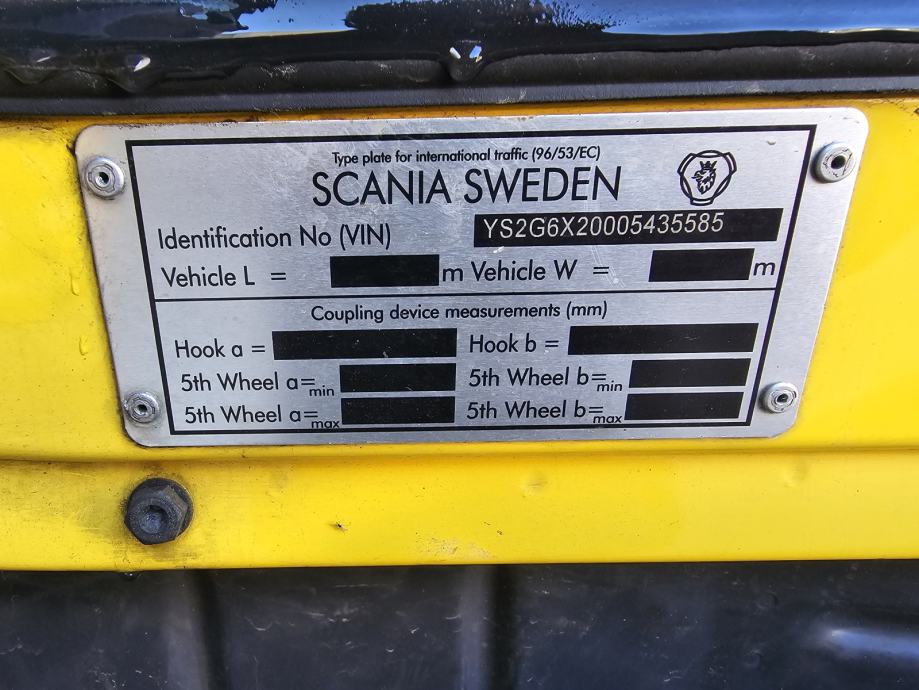 Type plate for international traffic (96/53/EC)
SCANIA SWEDEN
Identification No (VIN) YS2G6X20005435585
Vehicle L = m Vehicle W = m
Coupling device measurements (mm)
Hook a = Hook b =
5th Wheel a=min 5th Wheel b=min
5th Wheel a=max 5th Wheel b=max